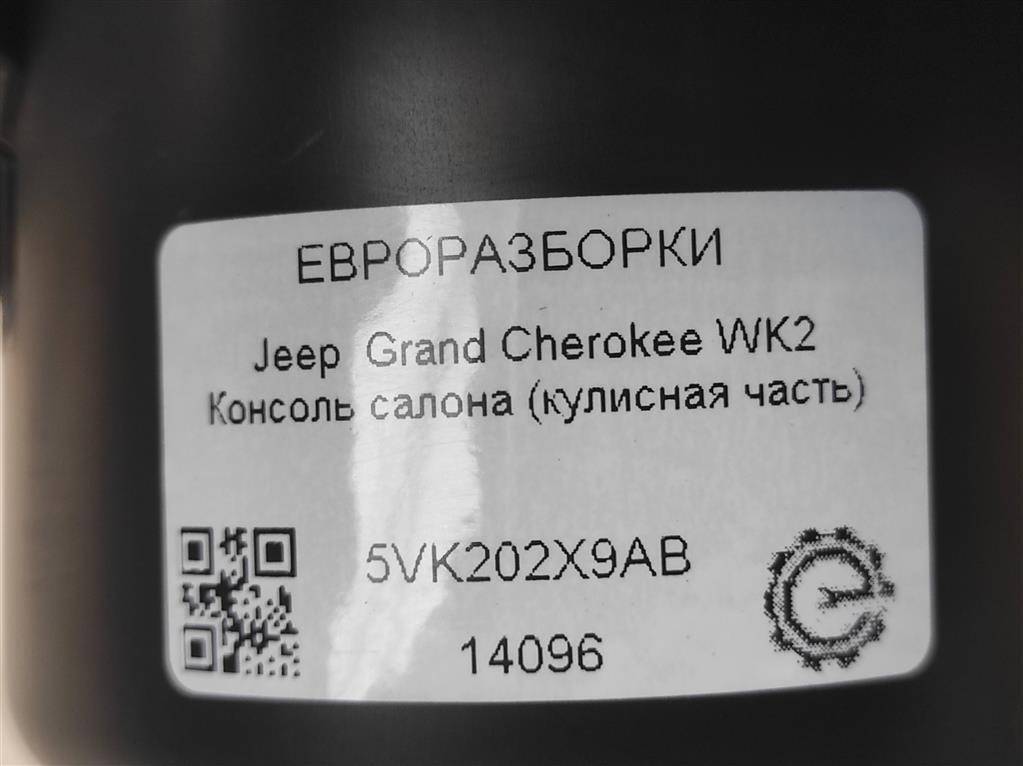 ЕВРОРАЗБОРКИ
Jeep Grand Cherokee WK2
Консоль салона (кулисная часть)
5VK202X9AB
14096